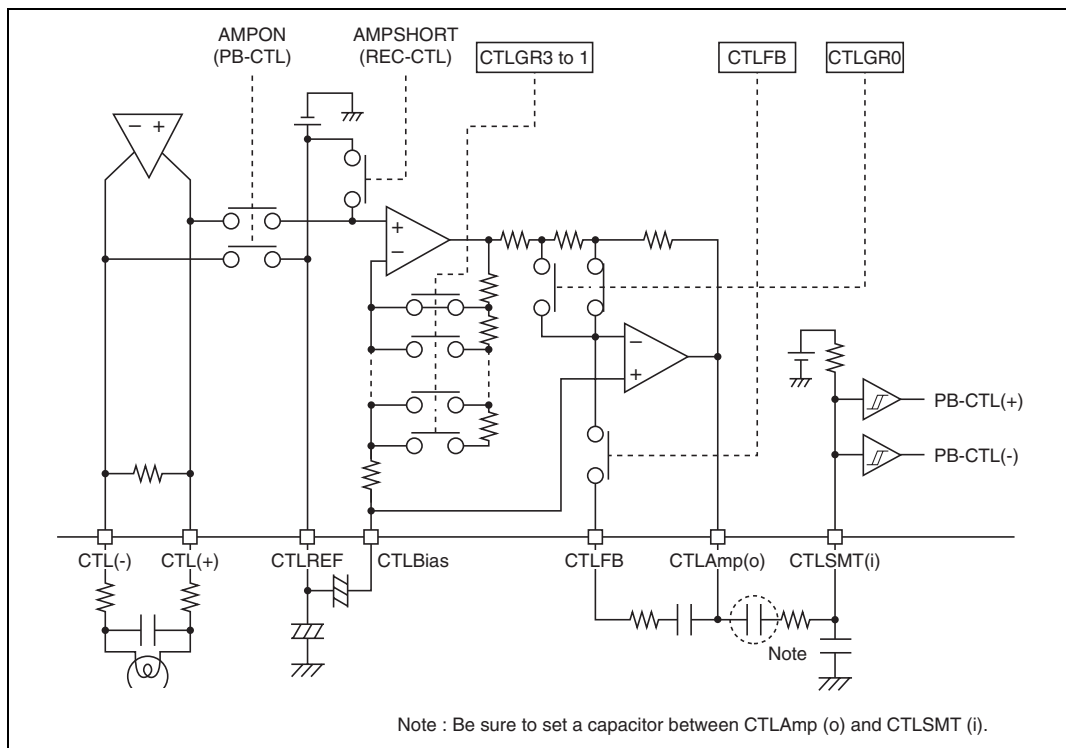 AMPON
(PB-CTL)
AMPSHORT
(REC-CTL)
CTLGR3 to 1
CTLFB
CTLGR0
− +
+
−
−
+
PB-CTL(+)
PB-CTL(-)
CTL(-)
CTL(+)
CTLREF
CTLBias
CTLFB
CTLAmp(o)
CTLSMT(i)
Note
Note : Be sure to set a capacitor between CTLAmp (o) and CTLSMT (i).